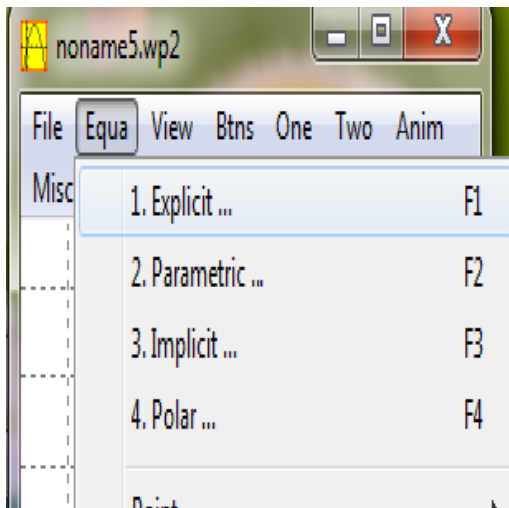 noname5.wp2
File Equa View Btns One Two Anim
Misc
1. Explicit ... F1
2. Parametric ... F2
3. Implicit ... F3
4. Polar ... F4